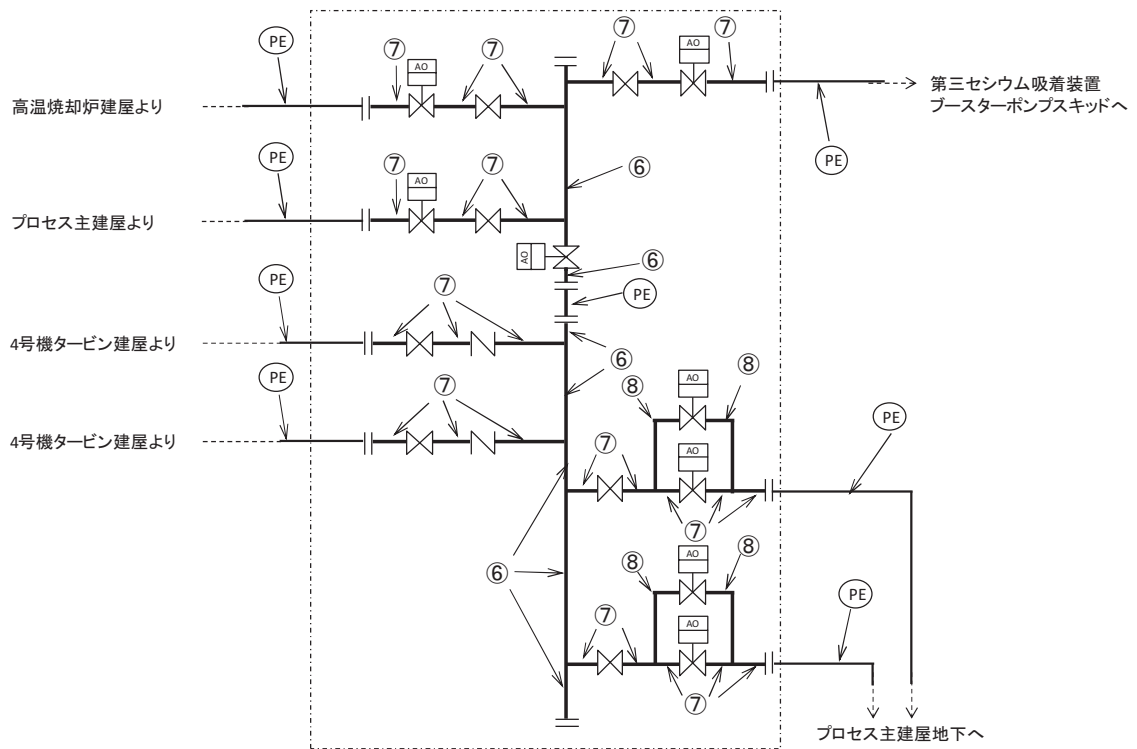 PE
⑦
AO
⑦
⑦
AO
⑦
高温焼却炉建屋より
第三セシウム吸着装置
ブースターポンプスキッドへ
PE
PE
⑦
AO
⑦
⑥
プロセス主建屋より
AO
⑥
PE
⑦
PE
4号機タービン建屋より
⑥
PE
⑦
AO
⑧
⑧
4号機タービン建屋より
PE
⑦
AO
⑦
⑥
AO
⑧
⑧
PE
⑦
AO
⑦
プロセス主建屋地下へ